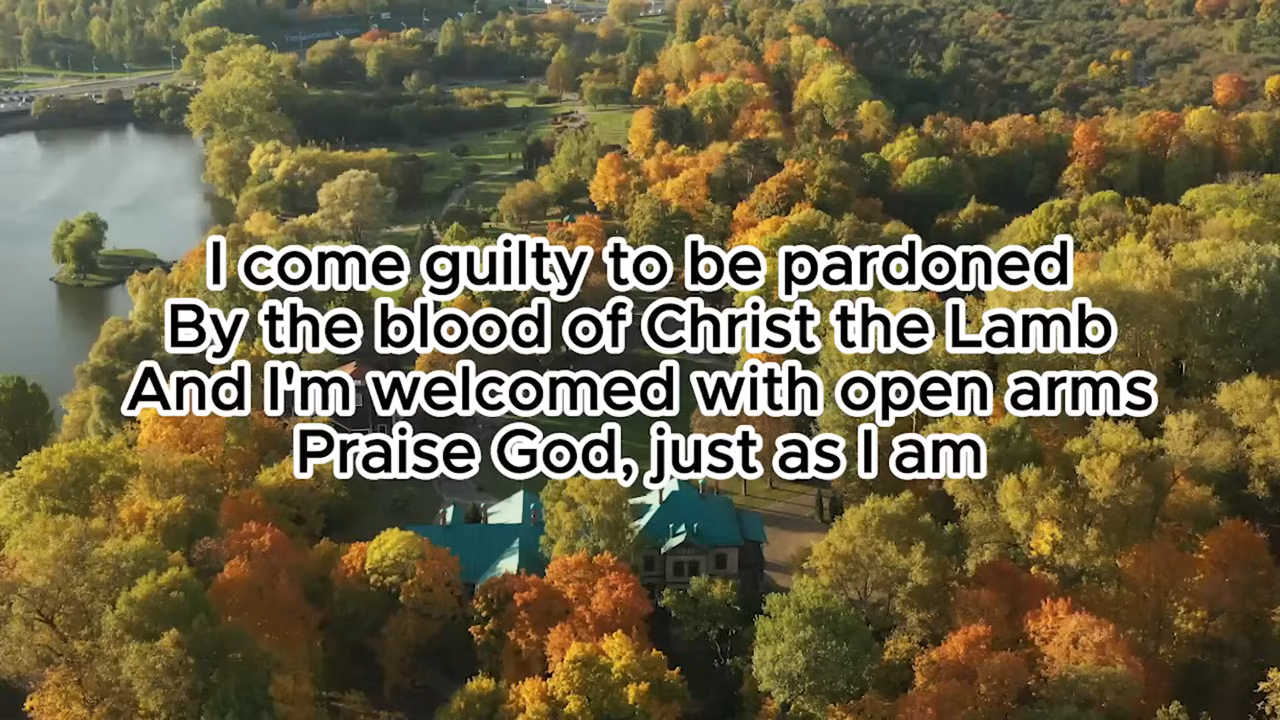 I come guilty to be pardoned
By the blood of Christ the Lamb
And I'm welcomed with open arms
Praise God, just as I am